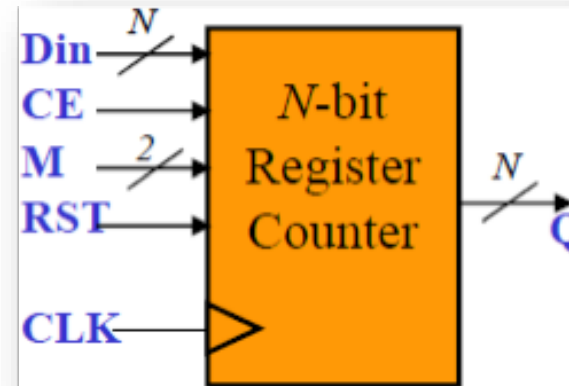 N
Din
CE
2
M
RST
CLK
N-bit
Register
Counter
N
Q